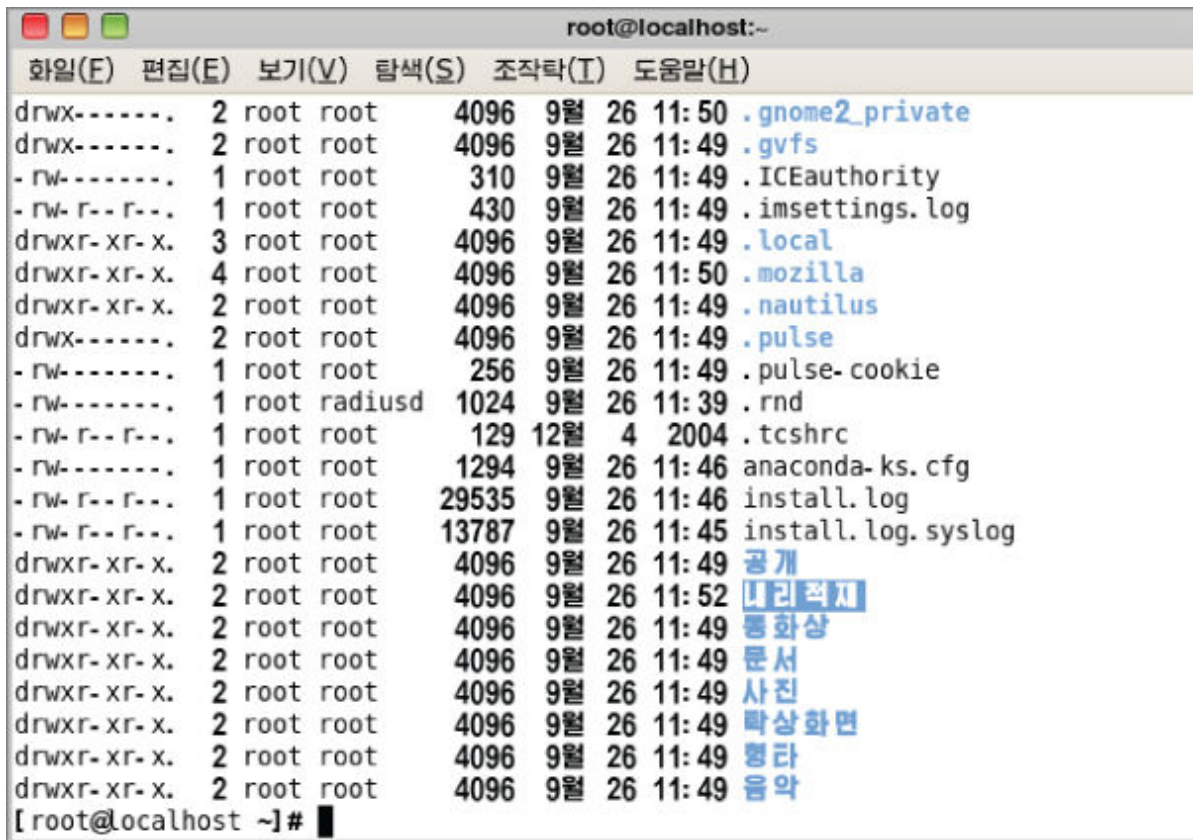 root@localhost:~
화일(F) 편집(E) 보기(V) 탐색(S) 조작탁(T) 도움말(H)
drwx------. 2 root root 4096 9월 26 11:50 .gnome2_private
drwx------. 2 root root 4096 9월 26 11:49 .gvfs
-rw-------. 1 root root 310 9월 26 11:49 .ICEauthority
-rw-r--r--. 1 root root 430 9월 26 11:49 .imsettings.log
drwxr-xr-x. 3 root root 4096 9월 26 11:49 .local
drwxr-xr-x. 4 root root 4096 9월 26 11:50 .mozilla
drwxr-xr-x. 2 root root 4096 9월 26 11:49 .nautilus
drwx------. 2 root root 4096 9월 26 11:49 .pulse
-rw-------. 1 root root 256 9월 26 11:49 .pulse-cookie
-rw-------. 1 root radiusd 1024 9월 26 11:39 .rnd
-rw-r--r--. 1 root root 129 12월 4 2004 .tcshrc
-rw-------. 1 root root 1294 9월 26 11:46 anaconda-ks.cfg
-rw-r--r--. 1 root root 29535 9월 26 11:46 install.log
-rw-r--r--. 1 root root 13787 9월 26 11:45 install.log.syslog
drwxr-xr-x. 2 root root 4096 9월 26 11:49 공개
drwxr-xr-x. 2 root root 4096 9월 26 11:52 내리적재
drwxr-xr-x. 2 root root 4096 9월 26 11:49 동화상
drwxr-xr-x. 2 root root 4096 9월 26 11:49 문서
drwxr-xr-x. 2 root root 4096 9월 26 11:49 사진
drwxr-xr-x. 2 root root 4096 9월 26 11:49 탁상화면
drwxr-xr-x. 2 root root 4096 9월 26 11:49 형타
drwxr-xr-x. 2 root root 4096 9월 26 11:49 음악
[root@localhost ~]#